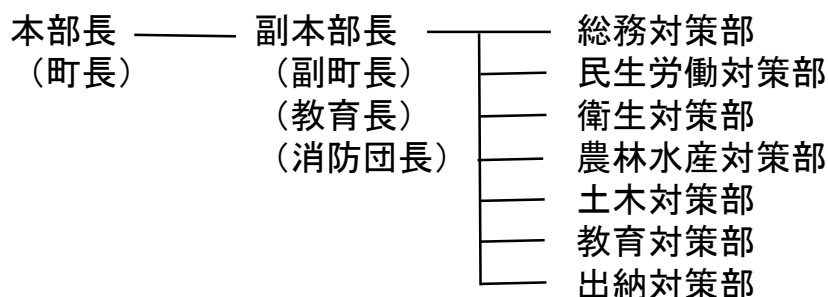 本部長 副本部長 総務対策部
（町長） （副町長） 民生労働対策部
（教育長） 衛生対策部
（消防団長） 農林水産対策部
土木対策部
教育対策部
出納対策部